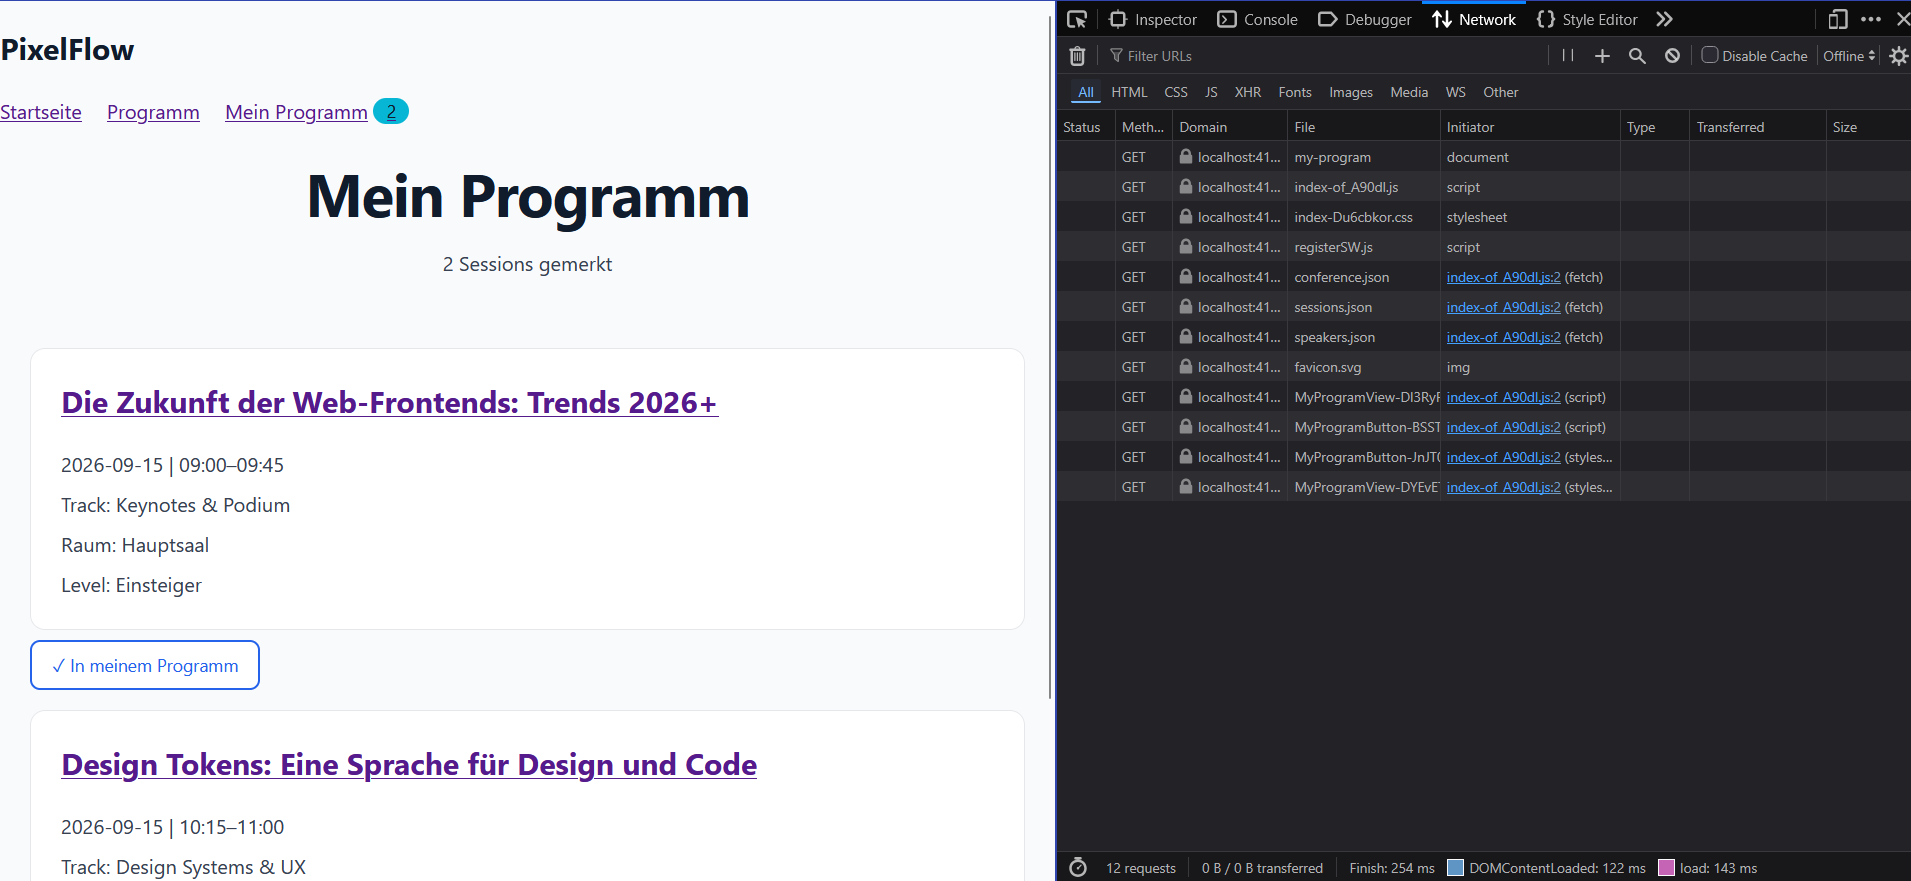 PixelFlow
Startseite Programm Mein Programm 2
Mein Programm
2 Sessions gemerkt
Die Zukunft der Web-Frontends: Trends 2026+
2026-09-15 | 09:00–09:45
Track: Keynotes & Podium
Raum: Hauptsaal
Level: Einsteiger
✓ In meinem Programm
Design Tokens: Eine Sprache für Design und Code
2026-09-15 | 10:15–11:00
Track: Design Systems & UX
Inspector Console Debugger Network Style Editor
Filter URLs Disable Cache Offline
All HTML CSS JS XHR Fonts Images Media WS Other
Status Meth... Domain File Initiator Type Transferred Size
GET localhost:41... my-program document
GET localhost:41... index-of_A90dl.js script
GET localhost:41... index-Du6cbkor.css stylesheet
GET localhost:41... registerSW.js script
GET localhost:41... conference.json index-of_A90dl.js:2 (fetch)
GET localhost:41... sessions.json index-of_A90dl.js:2 (fetch)
GET localhost:41... speakers.json index-of_A90dl.js:2 (fetch)
GET localhost:41... favicon.svg img
GET localhost:41... index-of_A90dl.js:2 (script)
GET localhost:41... MyProgramButton-BSST index-of_A90dl.js:2 (script)
GET localhost:41... index-of_A90dl.js:2 (styles...
GET localhost:41... index-of_A90dl.js:2 (styles...
12 requests 0 B / 0 B transferred Finish: 254 ms DOMContentLoaded: 122 ms load: 143 ms